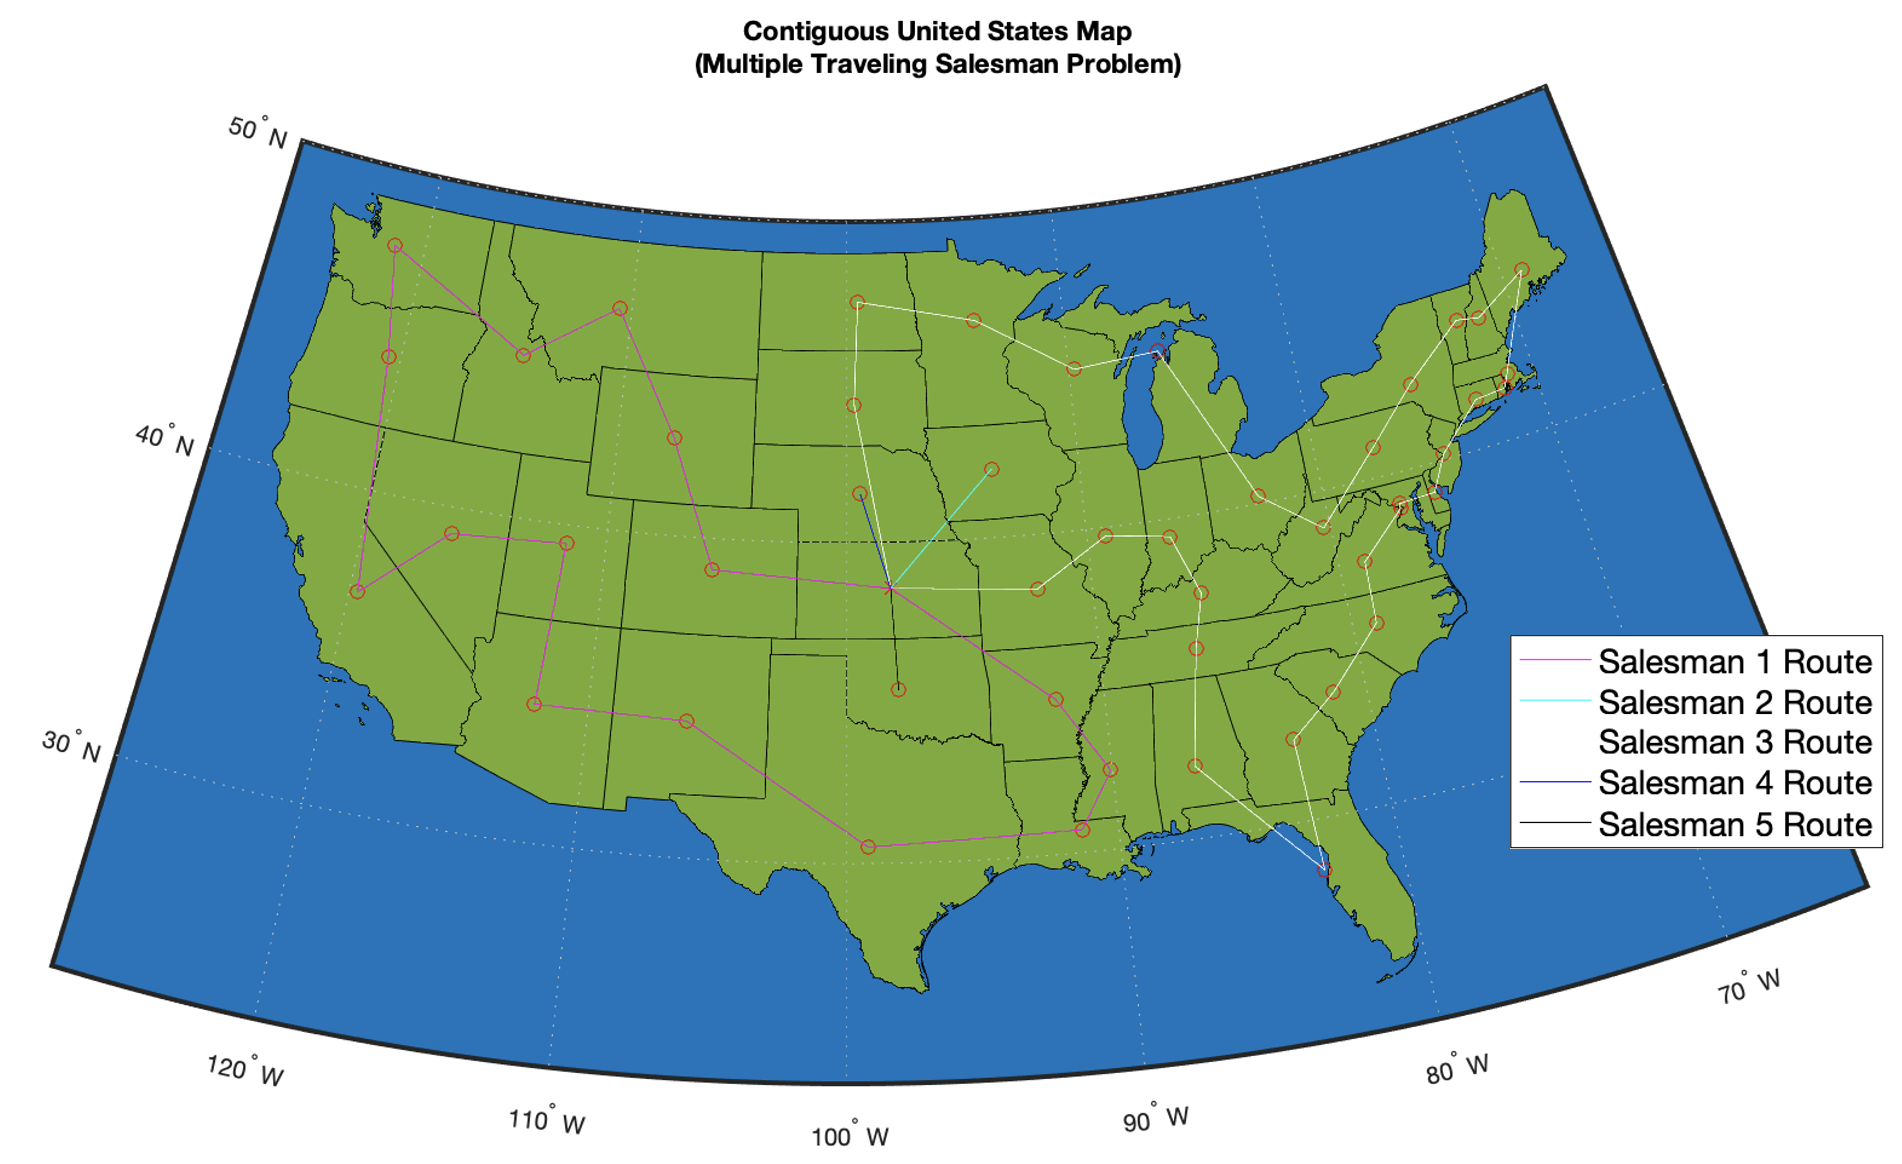 Contiguous United States Map
(Multiple Traveling Salesman Problem)
50° N
40° N
30° N
Salesman 1 Route
Salesman 2 Route
Salesman 3 Route
Salesman 4 Route
Salesman 5 Route
120° W
110° W
100° W
90° W
80° W
70° W